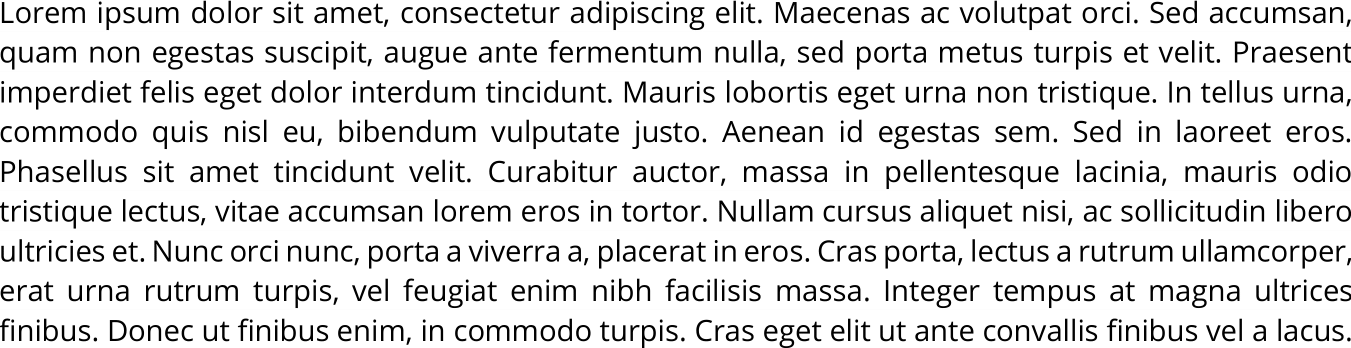 Lorem ipsum dolor sit amet, consectetur adipiscing elit. Maecenas ac volutpat orci. Sed accumsan,
quam non egestas suscipit, augue ante fermentum nulla, sed porta metus turpis et velit. Praesent
imperdiet felis eget dolor interdum tincidunt. Mauris lobortis eget urna non tristique. In tellus urna,
commodo quis nisl eu, bibendum vulputate justo. Aenean id egestas sem. Sed in laoreet eros.
Phasellus sit amet tincidunt velit. Curabitur auctor, massa in pellentesque lacinia, mauris odio
tristique lectus, vitae accumsan lorem eros in tortor. Nullam cursus aliquet nisi, ac sollicitudin libero
ultricies et. Nunc orci nunc, porta a viverra a, placerat in eros. Cras porta, lectus a rutrum ullamcorper,
erat urna rutrum turpis, vel feugiat enim nibh facilisis massa. Integer tempus at magna ultrices
finibus. Donec ut finibus enim, in commodo turpis. Cras eget elit ut ante convallis finibus vel a lacus.